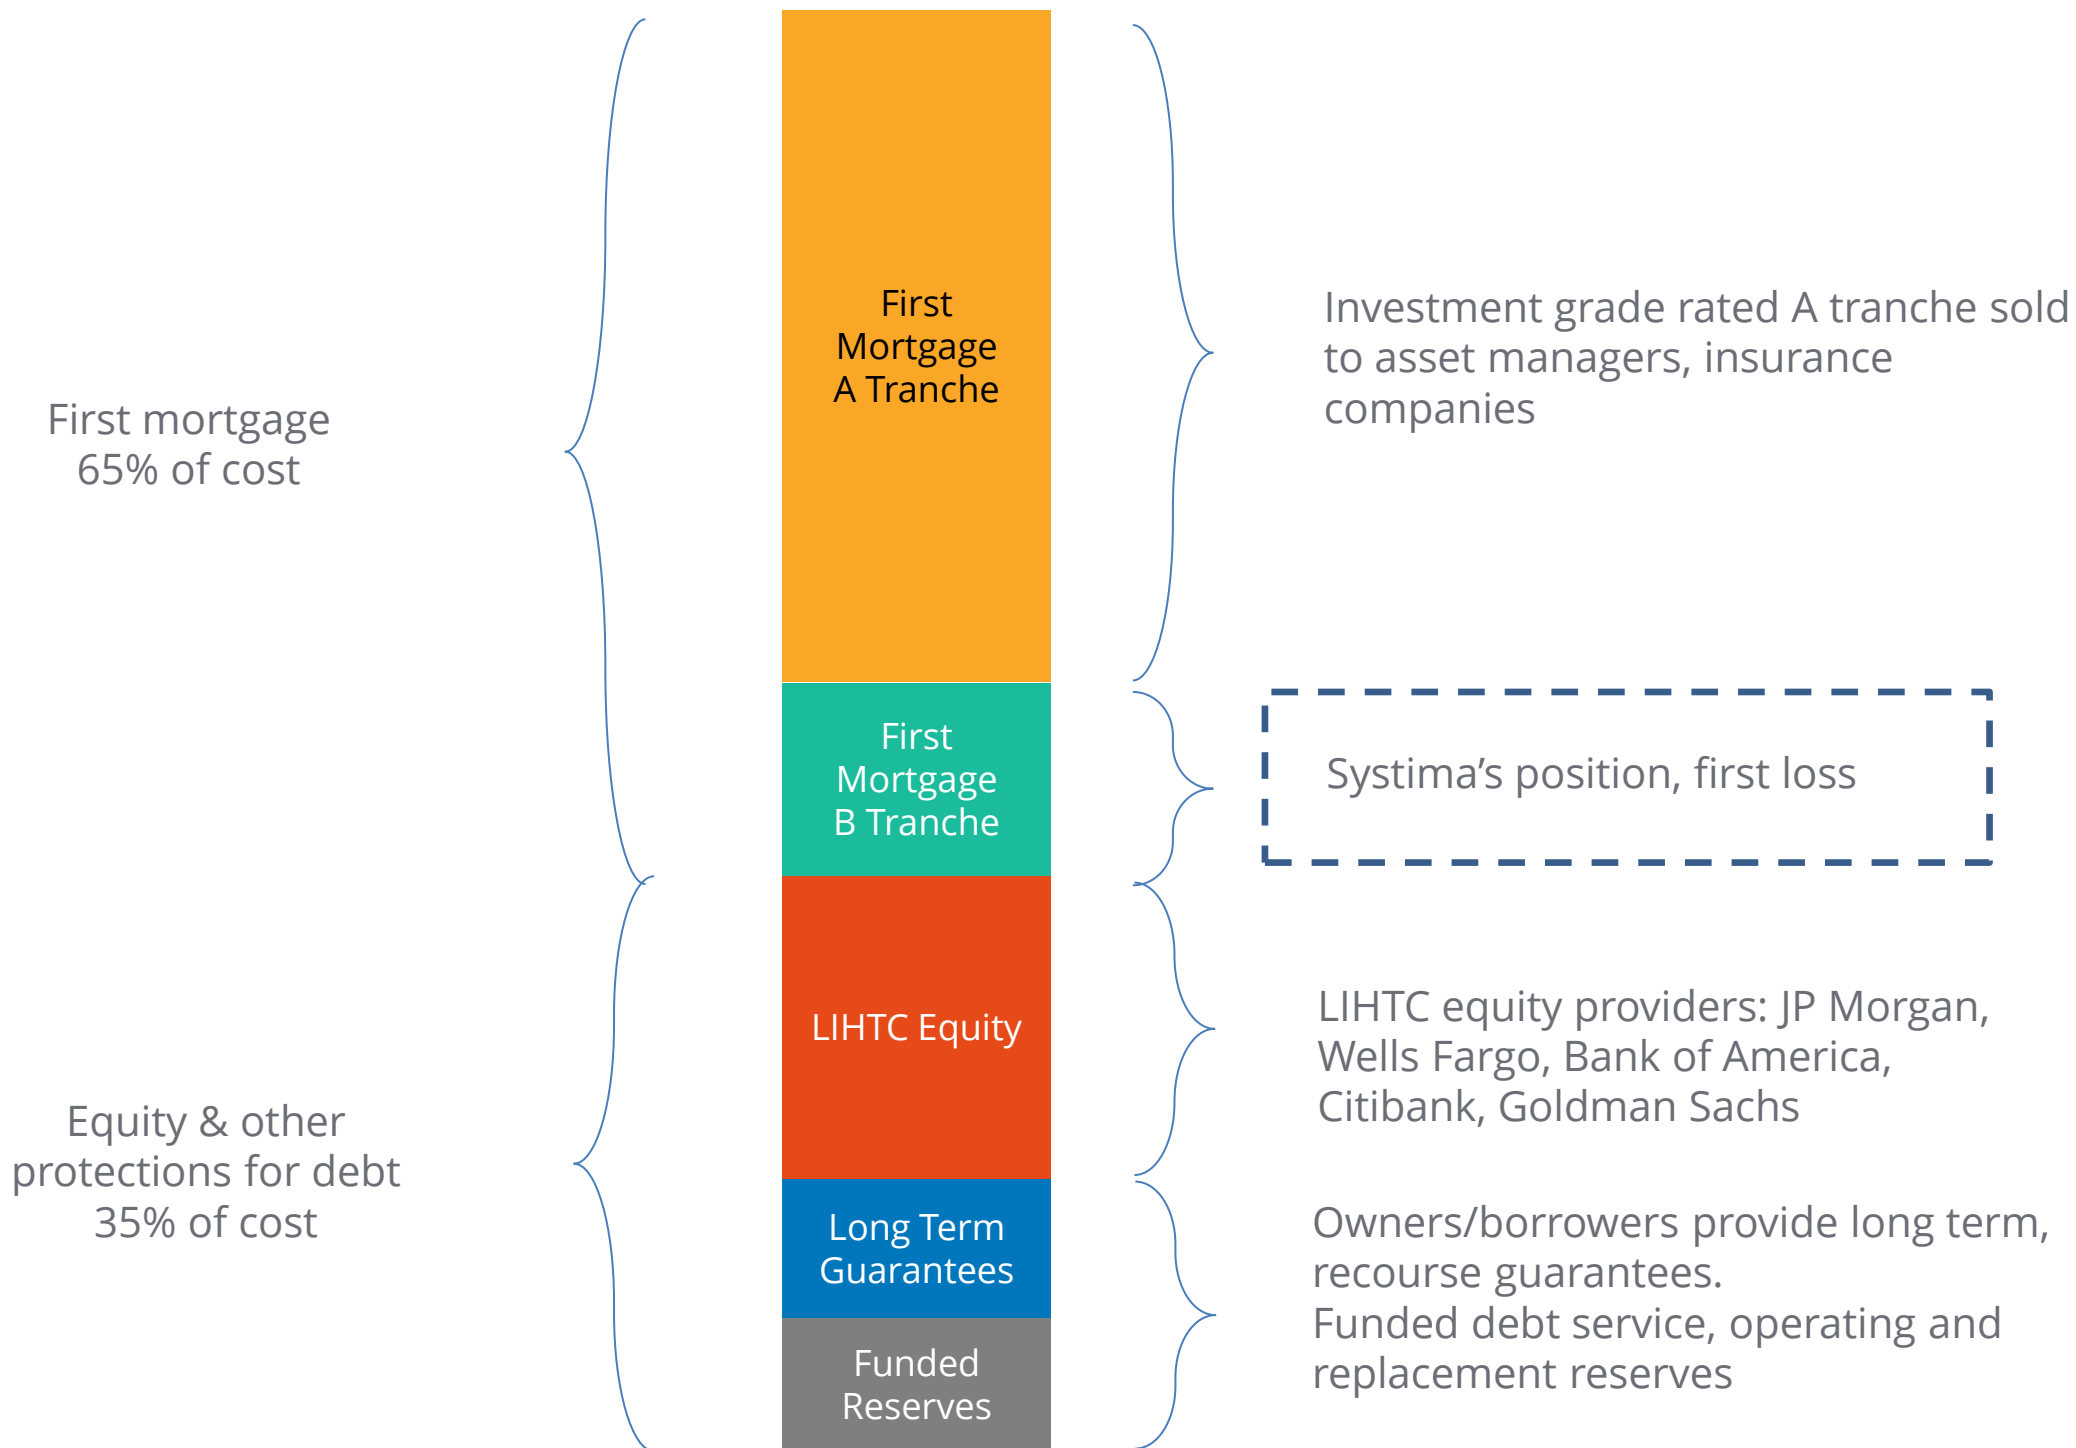 First mortgage
65% of cost
Equity & other
protections for debt
35% of cost
First
Mortgage
A Tranche
First
Mortgage
B Tranche
LIHTC Equity
Long Term
Guarantees
Funded
Reserves
Investment grade rated A tranche sold
to asset managers, insurance
companies
Systima’s position, first loss
LIHTC equity providers: JP Morgan,
Wells Fargo, Bank of America,
Citibank, Goldman Sachs
Owners/borrowers provide long term,
recourse guarantees.
Funded debt service, operating and
replacement reserves